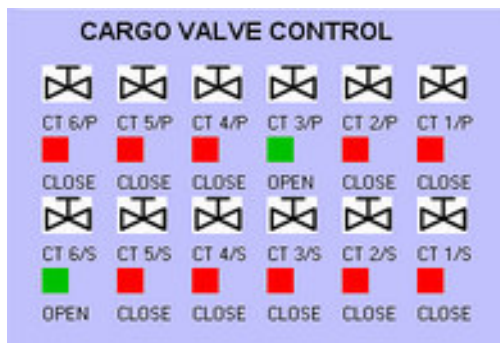 CARGO VALVE CONTROL
CT 6/P CT 5/P CT 4/P CT 3/P CT 2/P CT 1/P
CLOSE CLOSE CLOSE OPEN CLOSE CLOSE
CT 6/S CT 5/S CT 4/S CT 3/S CT 2/S CT 1/S
OPEN CLOSE CLOSE CLOSE CLOSE CLOSE